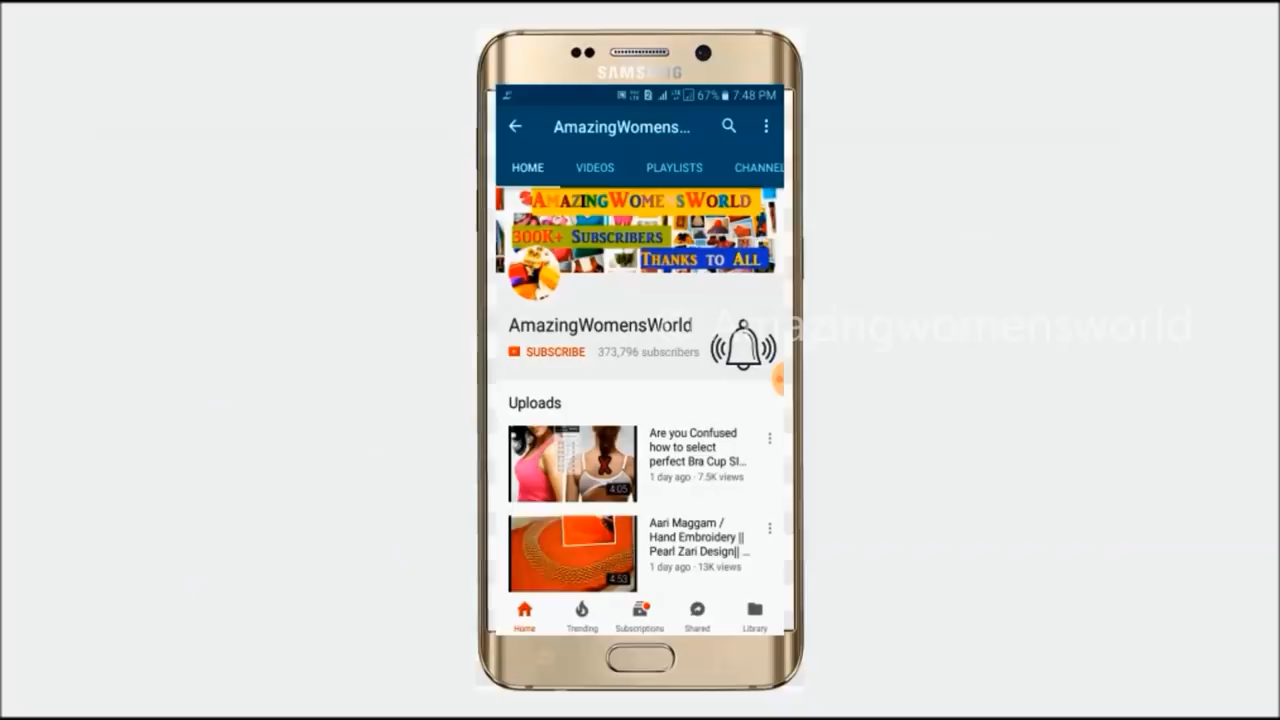 SAMSUNG
67% 7:48 PM
AmazingWomens...
HOME VIDEOS PLAYLISTS CHANNEL
AMAZINGWOMENSWORLD
300K+ SUBSCRIBERS
THANKS TO ALL
AmazingWomensWorld
Amazingwomensworld
SUBSCRIBE 373,796 subscribers
Uploads
Are you Confused
how to select
perfect Bra Cup SI...
1 day ago · 7.5K views
4:05
Aari Maggam /
Hand Embroidery ||
Pearl Zari Design|| ...
1 day ago · 13K views
4:53
Home Trending Subscriptions Shared Library